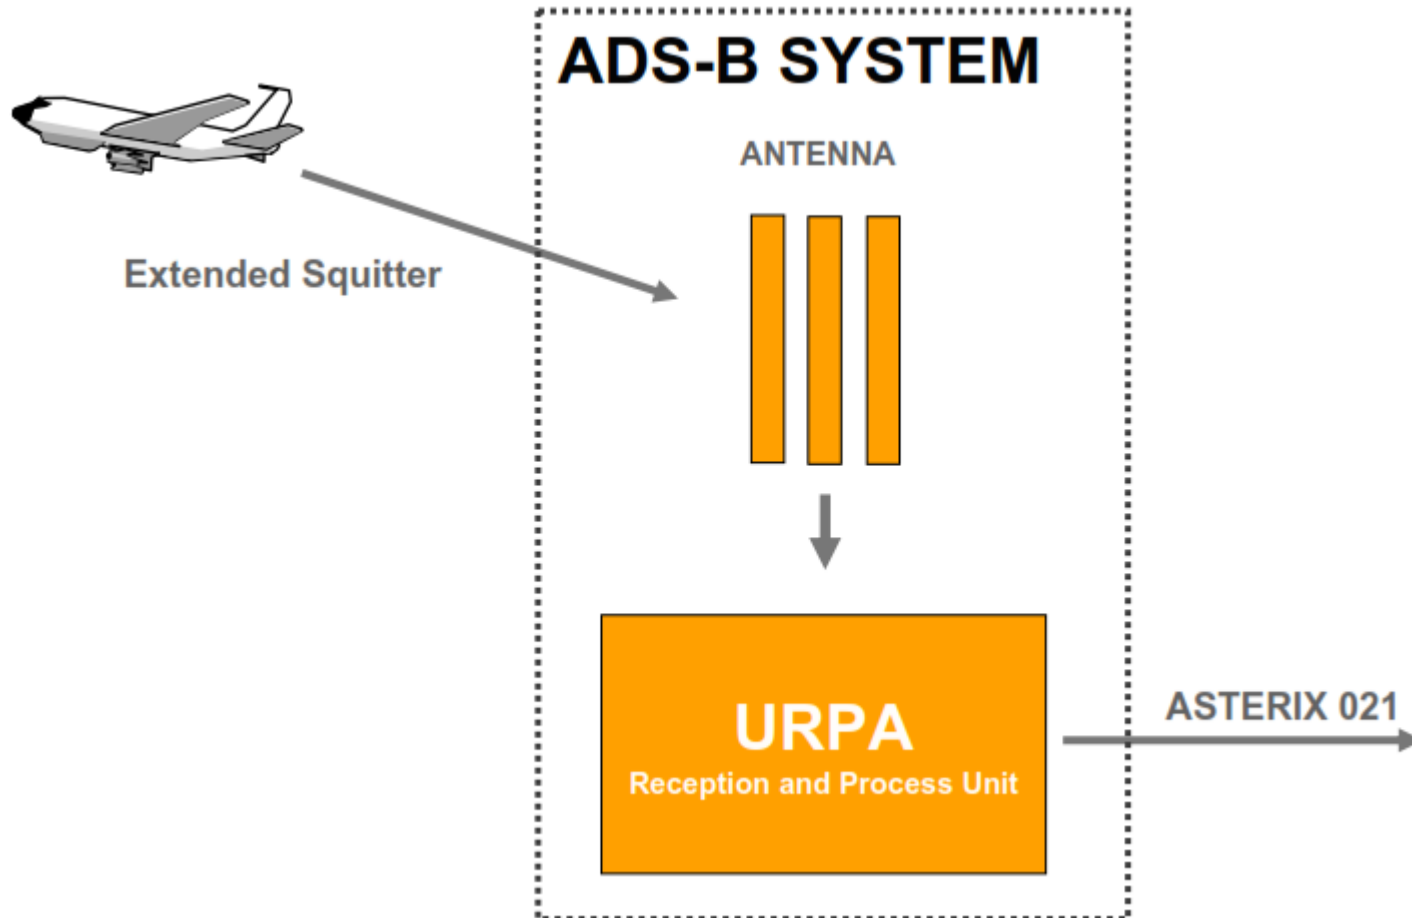 ADS-B SYSTEM
ANTENNA
Extended Squitter
URPA
Reception and Process Unit
ASTERIX 021